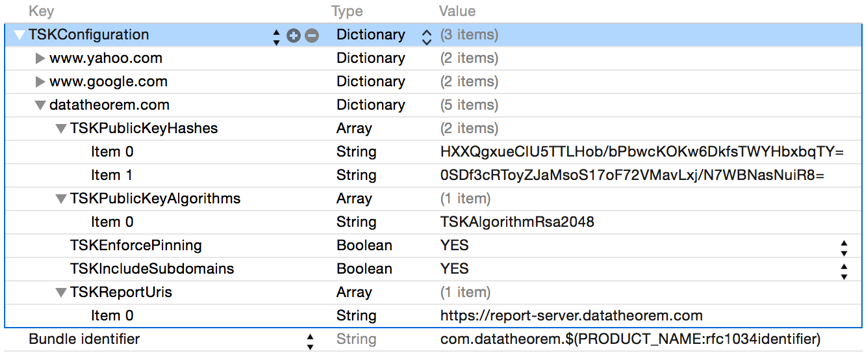 Key Type Value
TSKConfiguration Dictionary (3 items)
www.yahoo.com Dictionary (2 items)
www.google.com Dictionary (2 items)
datatheorem.com Dictionary (5 items)
TSKPublicKeyHashes Array (2 items)
Item 0 String HXXQgxueCIU5TTLHob/bPbwcKOKw6DkfsTWYHbxbqTY=
Item 1 String 0SDf3cRToyZJaMsoS17oF72VMavLxj/N7WBNasNuiR8=
TSKPublicKeyAlgorithms Array (1 item)
Item 0 String TSKAlgorithmRsa2048
TSKEnforcePinning Boolean YES
TSKIncludeSubdomains Boolean YES
TSKReportUris Array (1 item)
Item 0 String https://report-server.datatheorem.com
Bundle identifier String com.datatheorem.$(PRODUCT_NAME:rfc1034identifier)